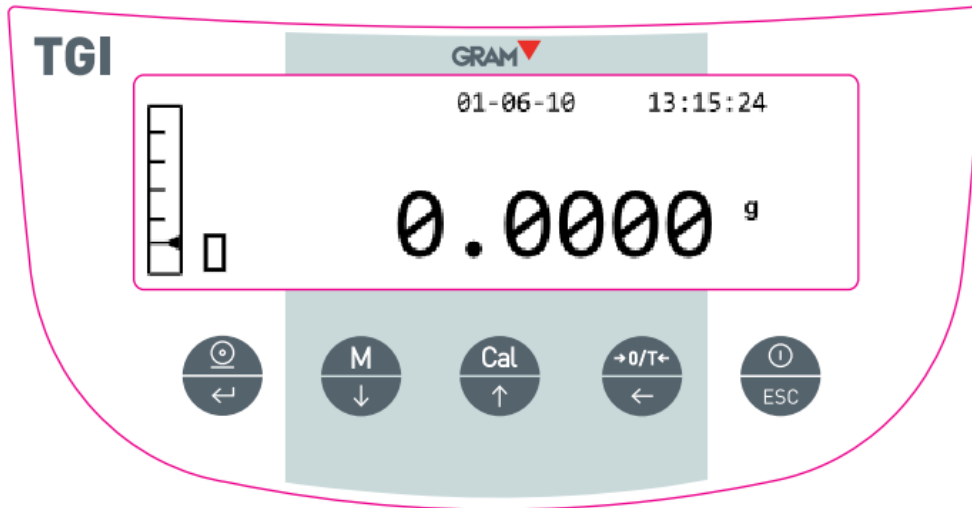 TGI
GRAM
01-06-10 13:15:24
0.0000 g
M Cal →0/T←
↵ ↓ ↑ ← ESC